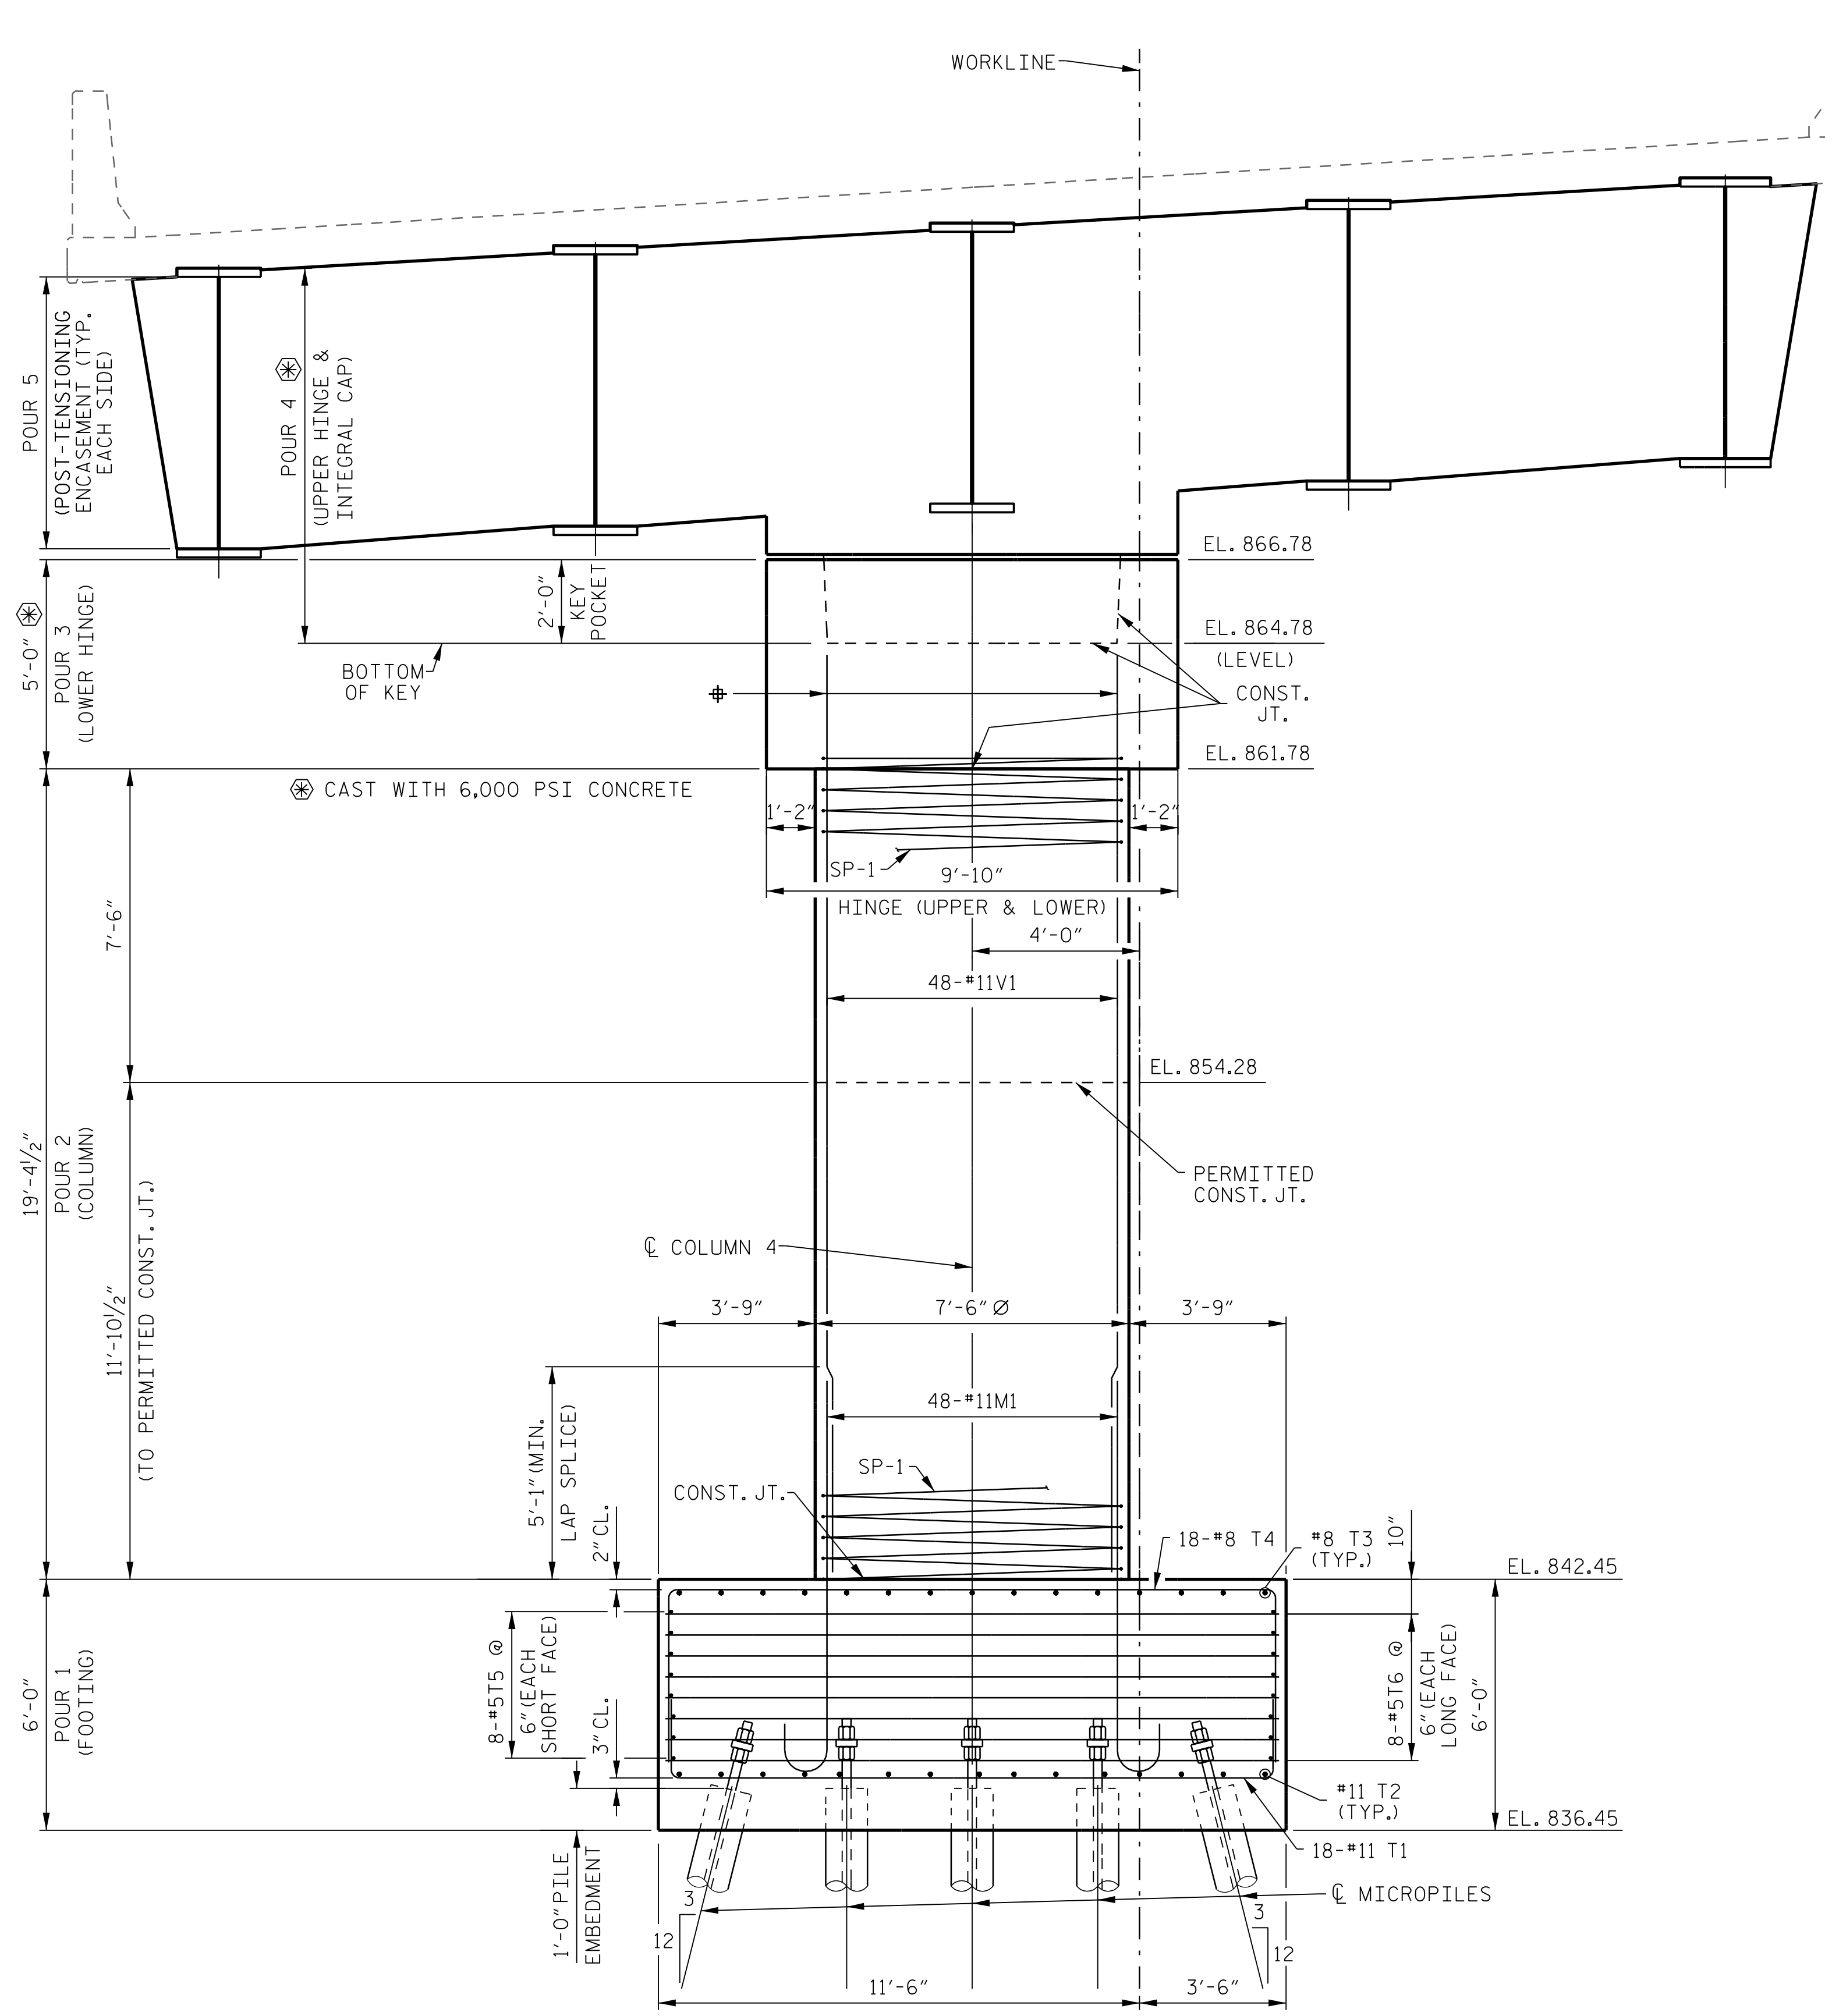 WORKLINE
POUR 5
(POST-TENSIONING
ENCASEMENT (TYP.
EACH SIDE)
POUR 4
(UPPER HINGE &
INTEGRAL CAP)
EL. 866.78
5'-0"
POUR 3
(LOWER HINGE)
2'-0"
KEY
POCKET
EL. 864.78
(LEVEL)
BOTTOM
OF KEY
CONST.
JT.
EL. 861.78
CAST WITH 6,000 PSI CONCRETE
1'-2"
1'-2"
SP-1
9'-10"
HINGE (UPPER & LOWER)
4'-0"
7'-6"
48-#11V1
EL. 854.28
PERMITTED
CONST. JT.
19'-4 1/2"
POUR 2
(COLUMN)
11'-10 1/2"
(TO PERMITTED CONST. JT.)
℄ COLUMN 4
3'-9"
7'-6" Ø
3'-9"
48-#11M1
5'-1" (MIN.
LAP SPLICE)
SP-1
CONST. JT.
2" CL.
18-#8 T4
#8 T3
(TYP.)
10"
EL. 842.45
6'-0"
POUR 1
(FOOTING)
8-#5T5 @
6" (EACH
SHORT FACE)
3" CL.
8-#5T6 @
6" (EACH
LONG FACE)
6'-0"
#11 T2
(TYP.)
EL. 836.45
18-#11 T1
1'-0" PILE
EMBEDMENT
℄ MICROPILES
3
12
3
12
11'-6"
3'-6"